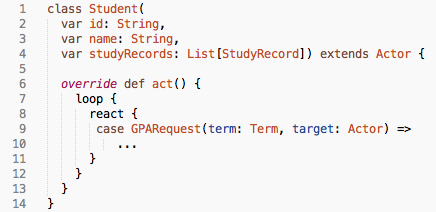 1 class Student(
2   var id: String,
3   var name: String,
4   var studyRecords: List[StudyRecord]) extends Actor {
5
6   override def act() {
7     loop {
8       react {
9         case GPARequest(term: Term, target: Actor) =>
10           ...
11       }
12     }
13   }
14 }